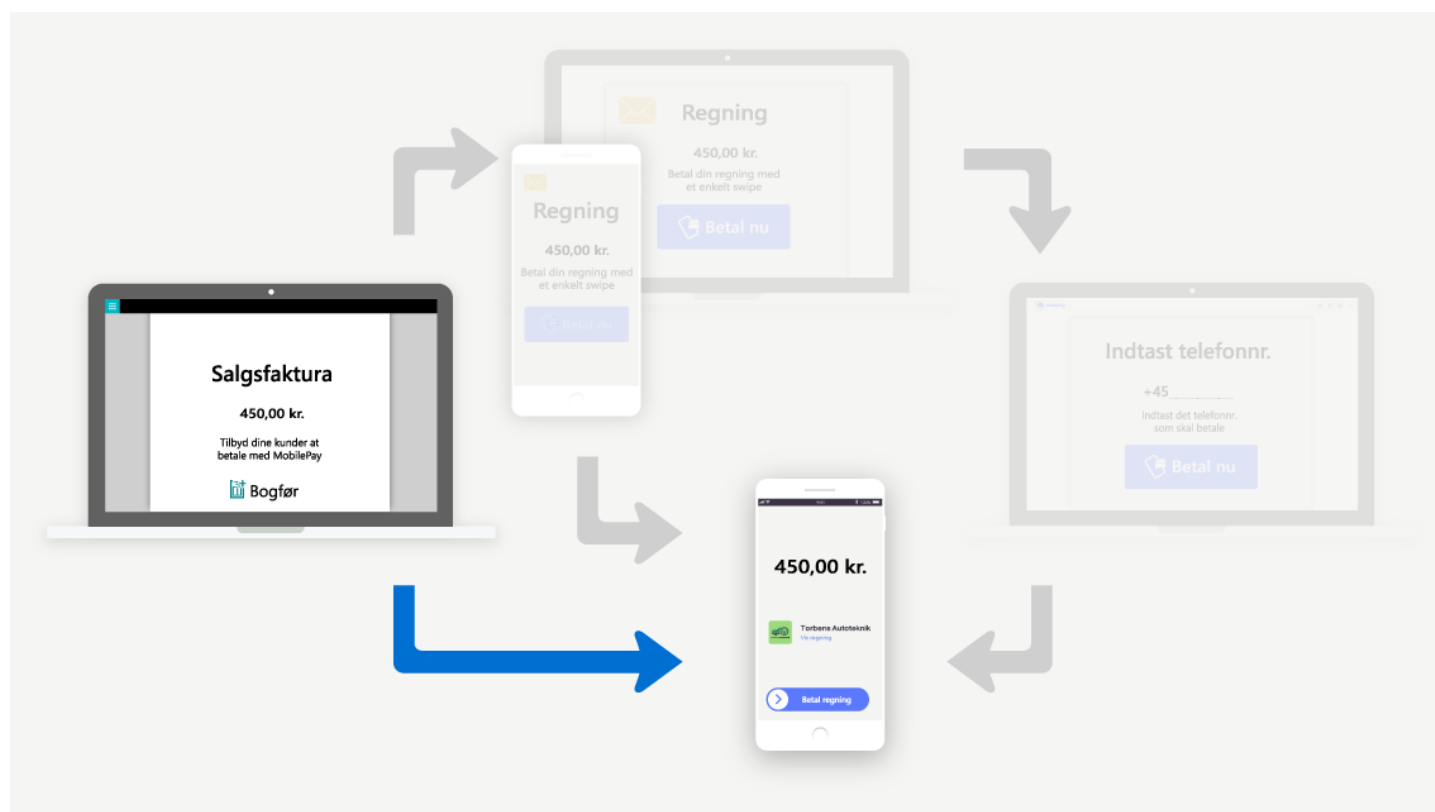 Regning
450,00 kr.
Betal din regning med
et enkelt swipe
Betal nu
Regning
450,00 kr.
Betal din regning med
et enkelt swipe
Betal nu
Salgsfaktura
450,00 kr.
Tilbyd dine kunder at
betale med MobilePay
Bogfør
Indtast telefonnr.
+45_______
Indtast det telefonnr.
som skal betale
Betal nu
450,00 kr.
Torbens Autoteknik
Vis regning
Betal regning